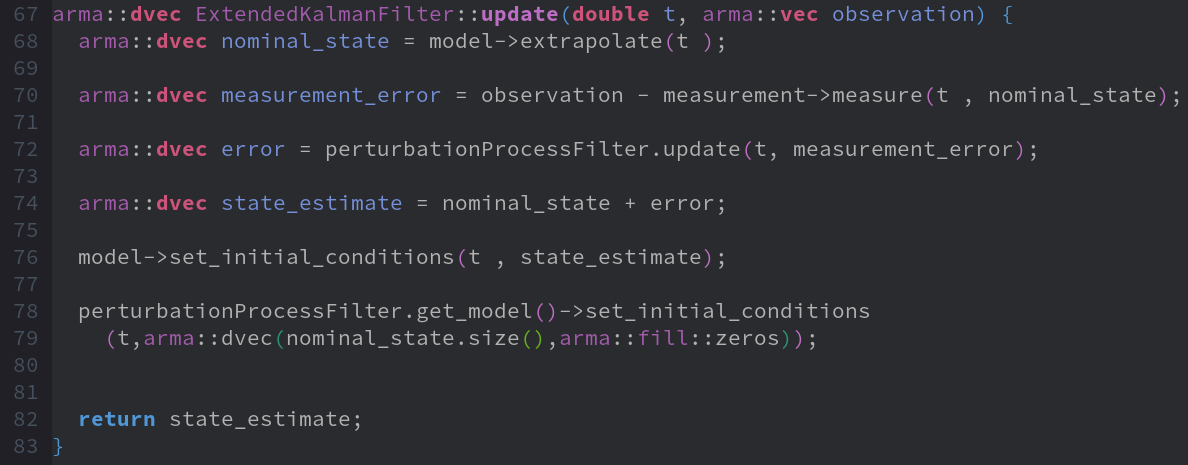 67 arma::dvec ExtendedKalmanFilter::update(double t, arma::vec observation) {
68   arma::dvec nominal_state = model->extrapolate(t );
69
70   arma::dvec measurement_error = observation - measurement->measure(t , nominal_state);
71
72   arma::dvec error = perturbationProcessFilter.update(t, measurement_error);
73
74   arma::dvec state_estimate = nominal_state + error;
75
76   model->set_initial_conditions(t , state_estimate);
77
78   perturbationProcessFilter.get_model()->set_initial_conditions
79     (t,arma::dvec(nominal_state.size(),arma::fill::zeros));
80
81
82   return state_estimate;
83 }